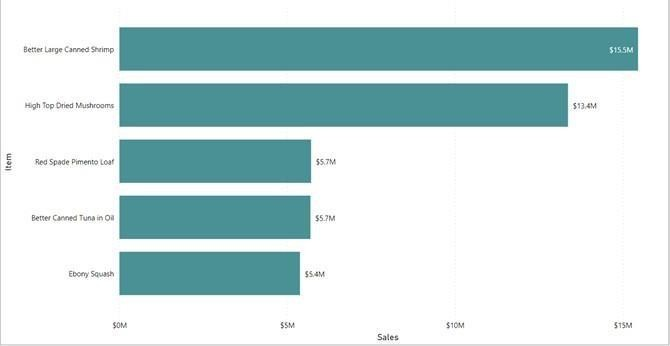 Better Large Canned Shrimp
$15.5M
High Top Dried Mushrooms
$13.4M
Red Spade Pimento Loaf
$5.7M
Better Canned Tuna in Oil
$5.7M
Ebony Squash
$5.4M
Item
$0M
$5M
$10M
$15M
Sales